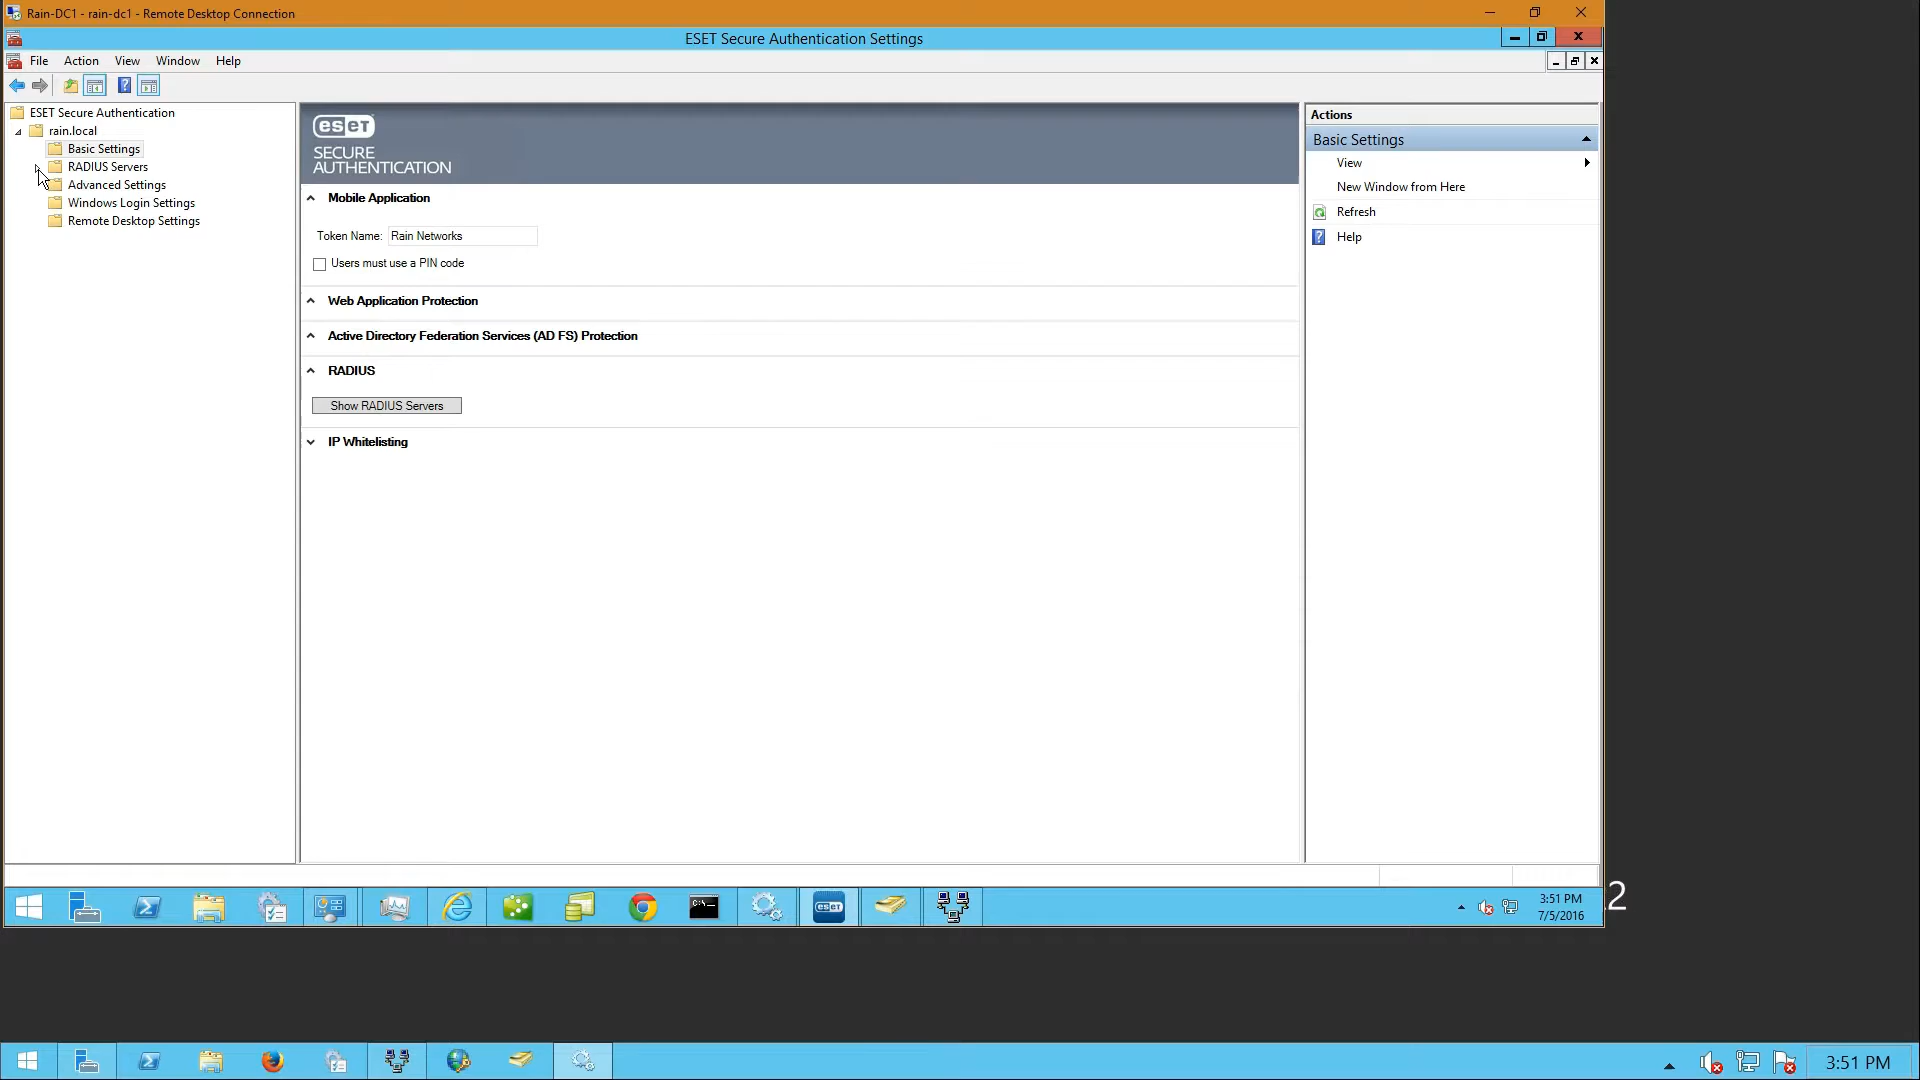 Rain-DC1 - rain-dc1 - Remote Desktop Connection
ESET Secure Authentication Settings
File Action View Window Help
ESET Secure Authentication
rain.local
Basic Settings
RADIUS Servers
Advanced Settings
Windows Login Settings
Remote Desktop Settings
eseT
SECURE
AUTHENTICATION
Mobile Application
Token Name: Rain Networks
Users must use a PIN code
Web Application Protection
Active Directory Federation Services (AD FS) Protection
RADIUS
Show RADIUS Servers
IP Whitelisting
Actions
Basic Settings
View
New Window from Here
Refresh
Help
C:\_
eseT
3:51 PM
7/5/2016
2
3:51 PM